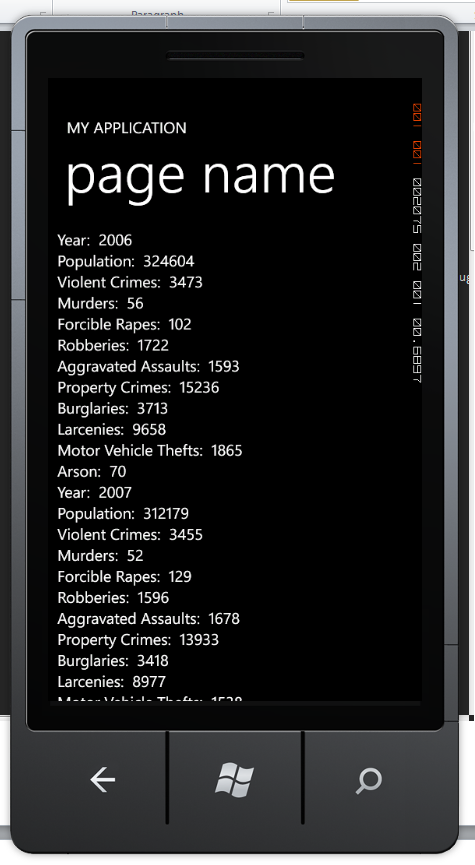 Paragraph
MY APPLICATION
page name
Year: 2006
Population: 324604
Violent Crimes: 3473
Murders: 56
Forcible Rapes: 102
Robberies: 1722
Aggravated Assaults: 1593
Property Crimes: 15236
Burglaries: 3713
Larcenies: 9658
Motor Vehicle Thefts: 1865
Arson: 70
Year: 2007
Population: 312179
Violent Crimes: 3455
Murders: 52
Forcible Rapes: 129
Robberies: 1596
Aggravated Assaults: 1678
Property Crimes: 13933
Burglaries: 3418
Larcenies: 8977
Motor Vehicle Thefts: 1538
001 001 002075 002 001 00.6897
ug